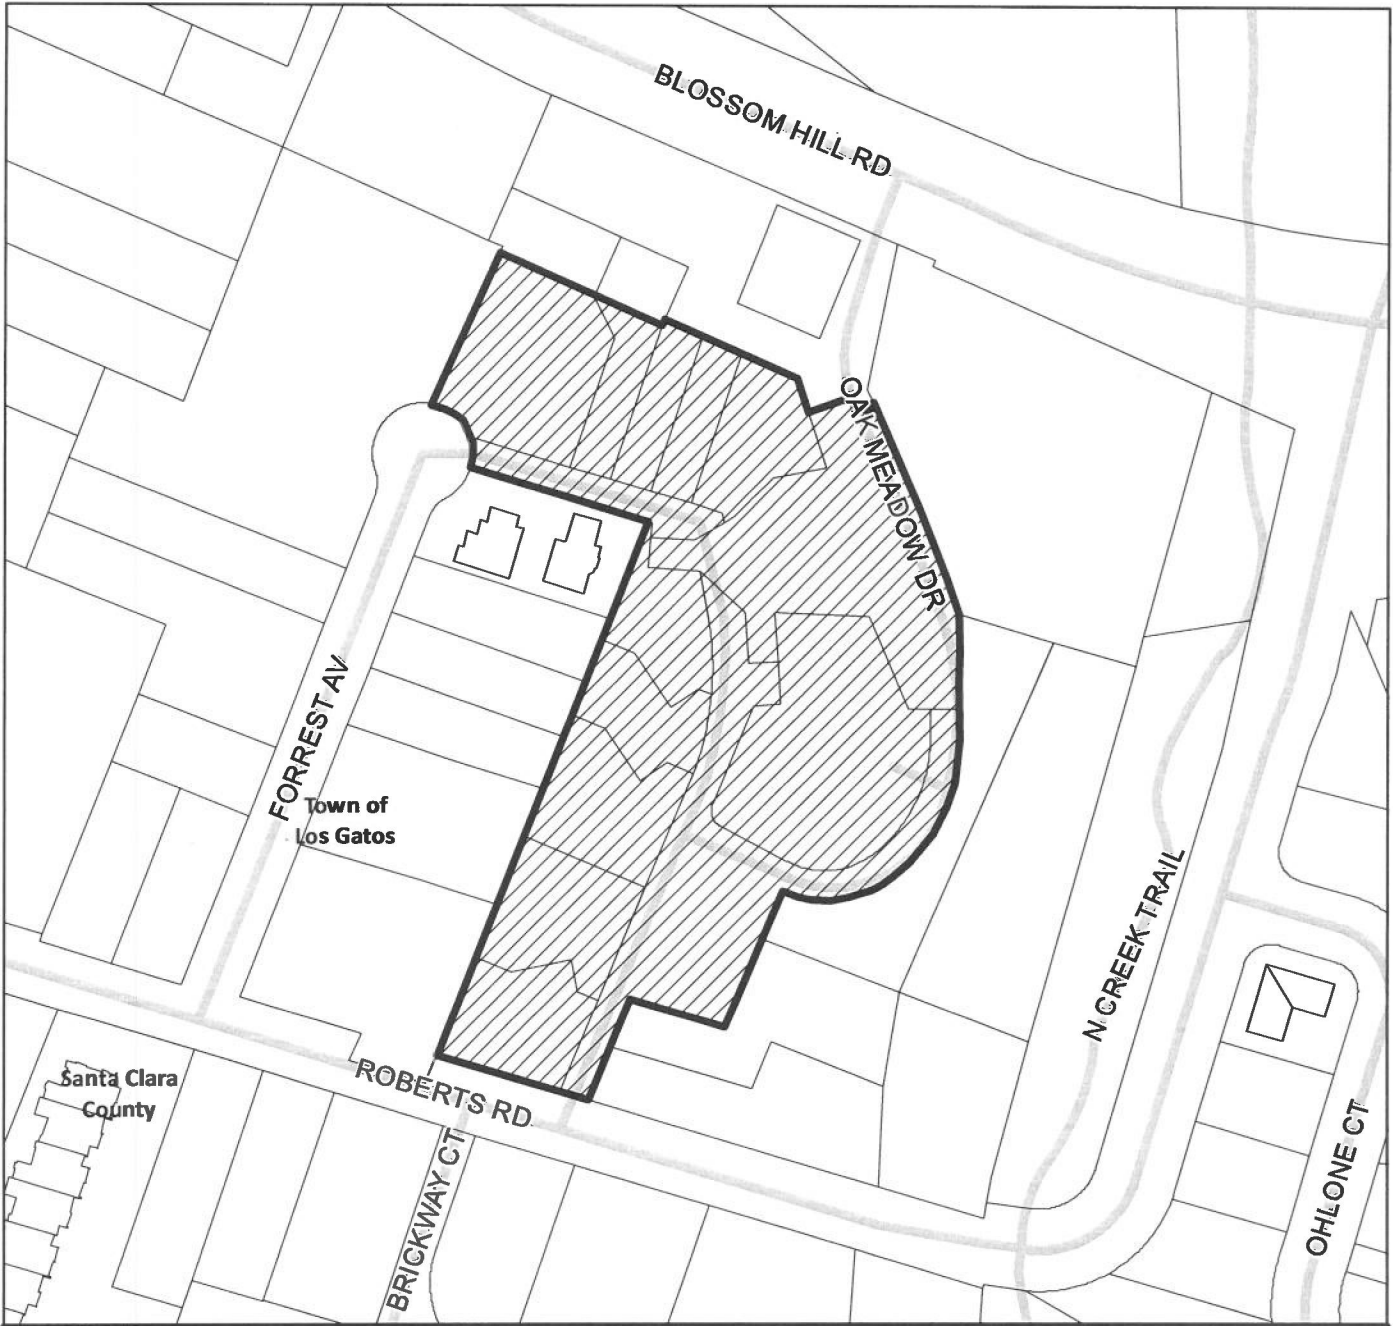 BLOSSOM HILL RD
OAK MEADOW DR
FORREST AV
Town of
Los Gatos
N CREEK TRAIL
Santa Clara
County
ROBERTS RD
BRICKWAY CT
OHLONE CT